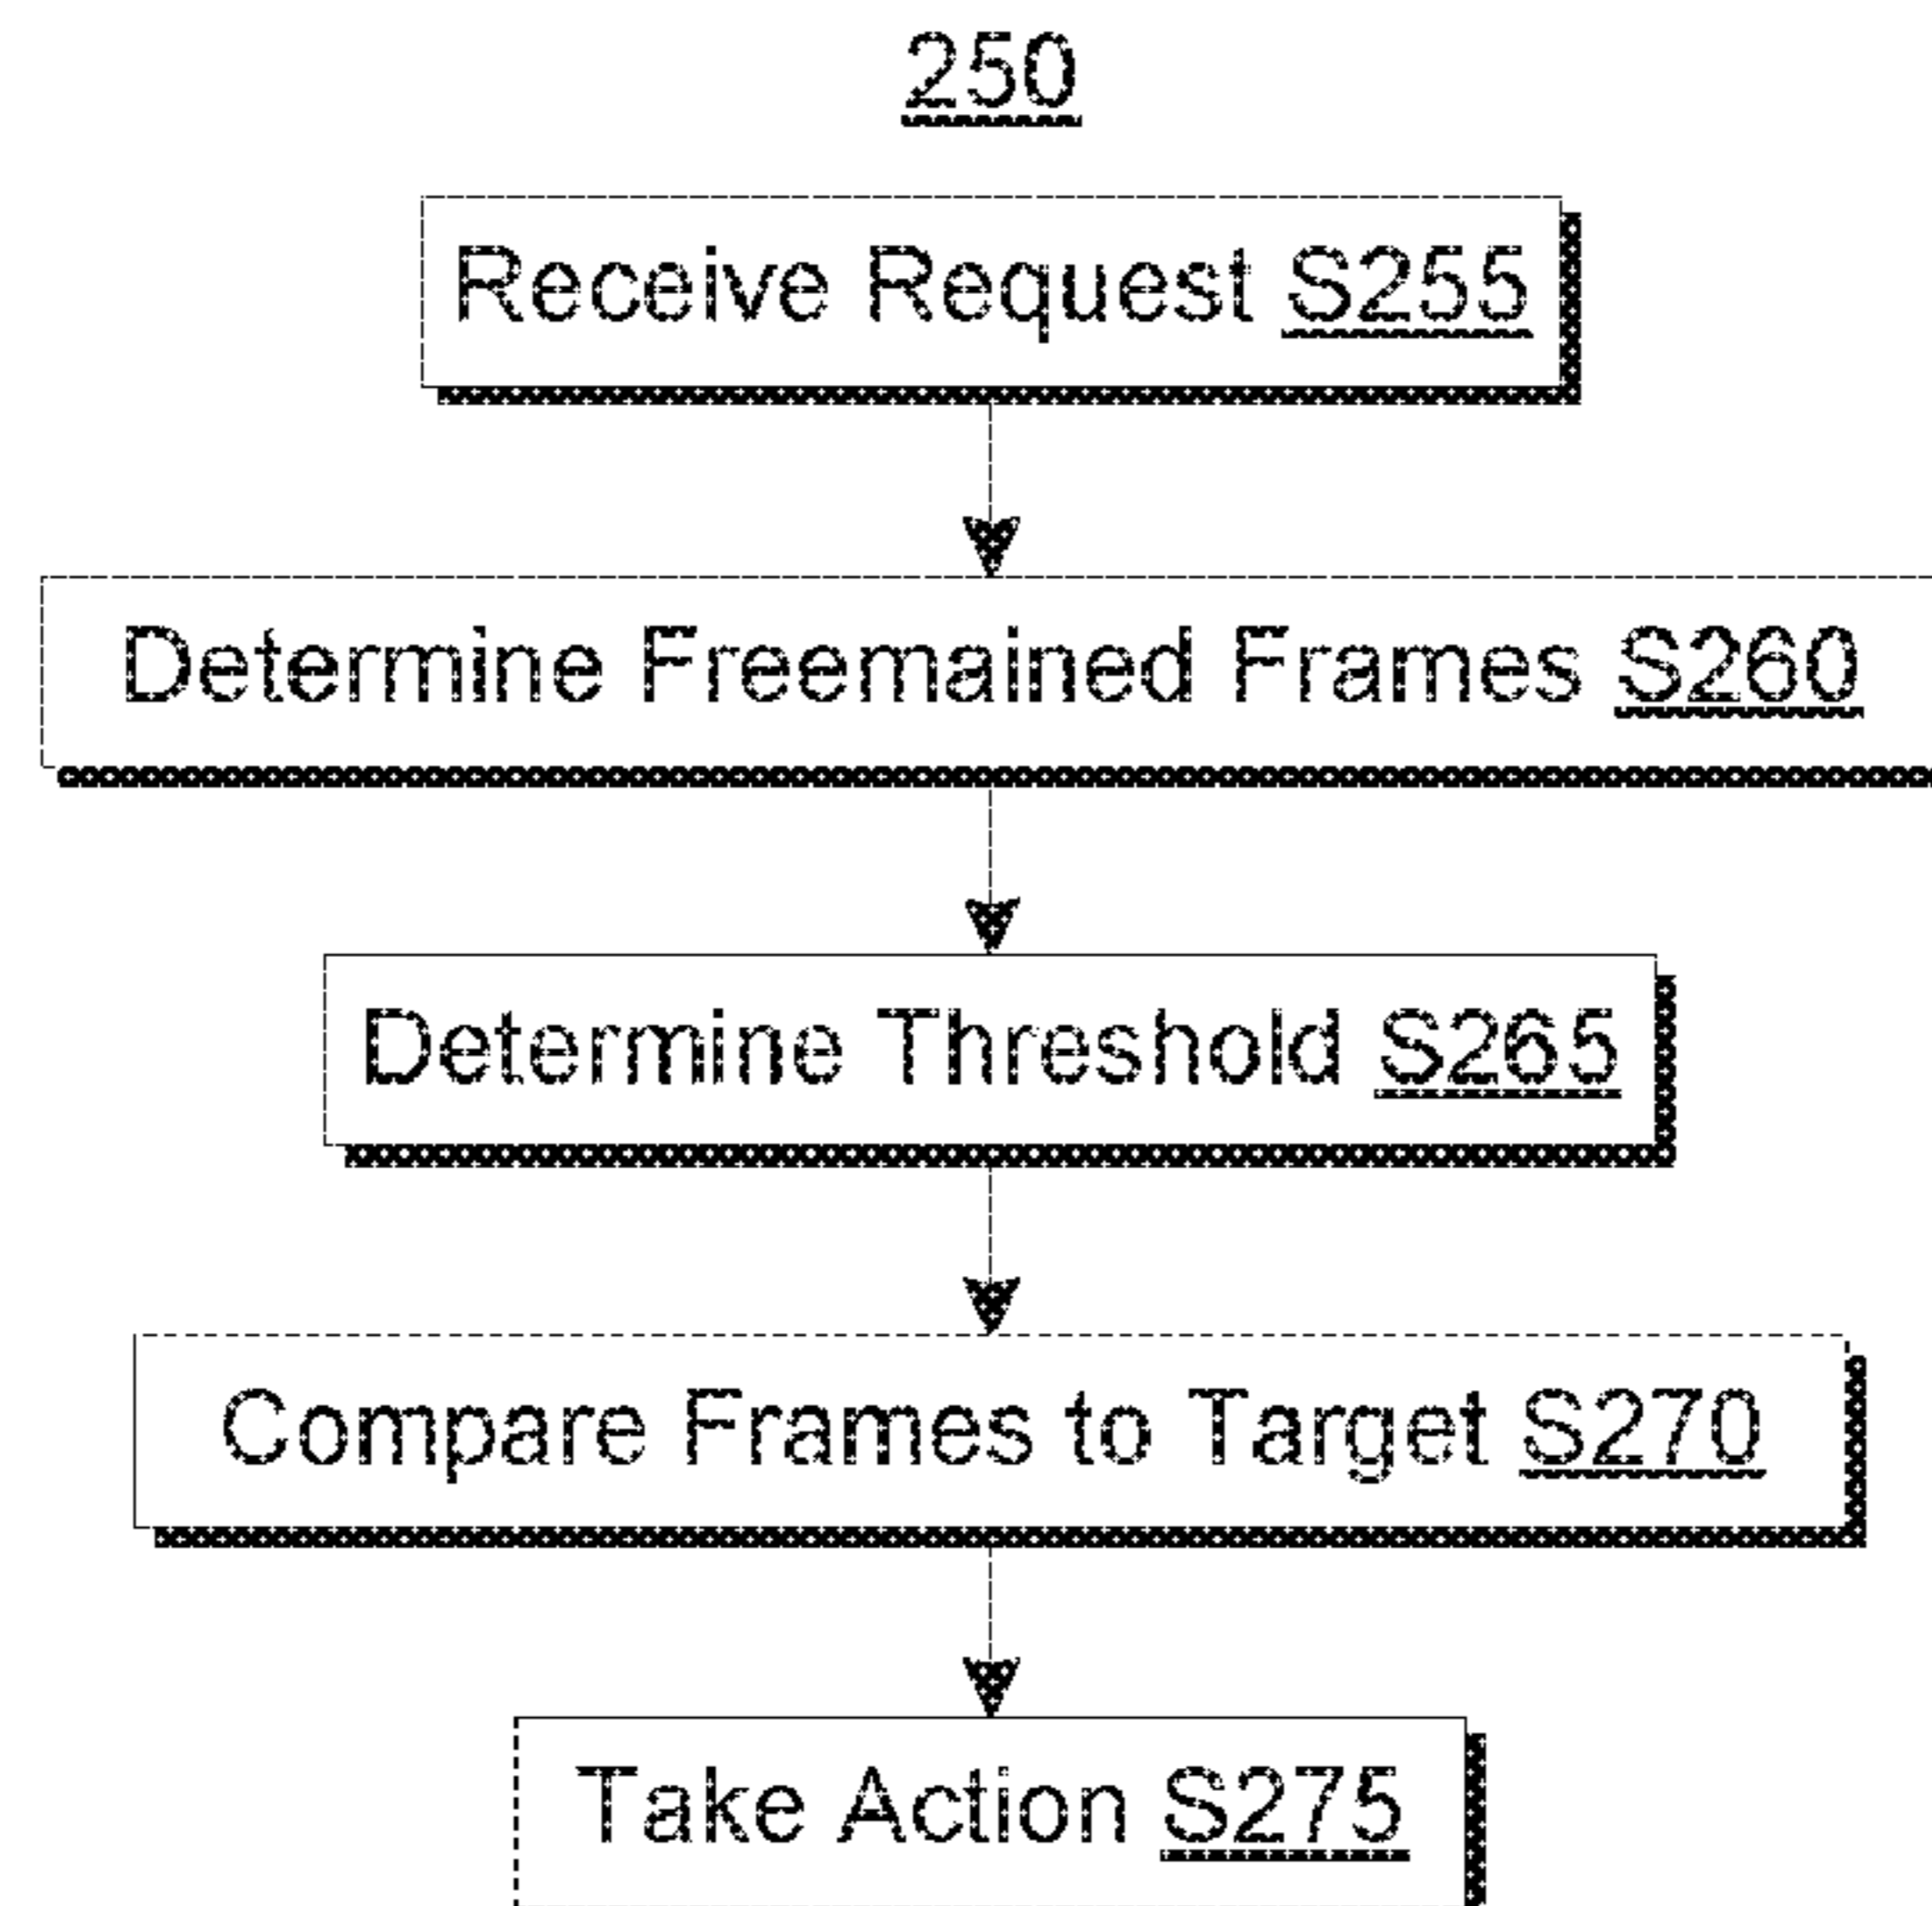 250
Receive Request S255
Determine Freemained Frames S260
Determine Threshold S265
Compare Frames to Target S270
Take Action S275